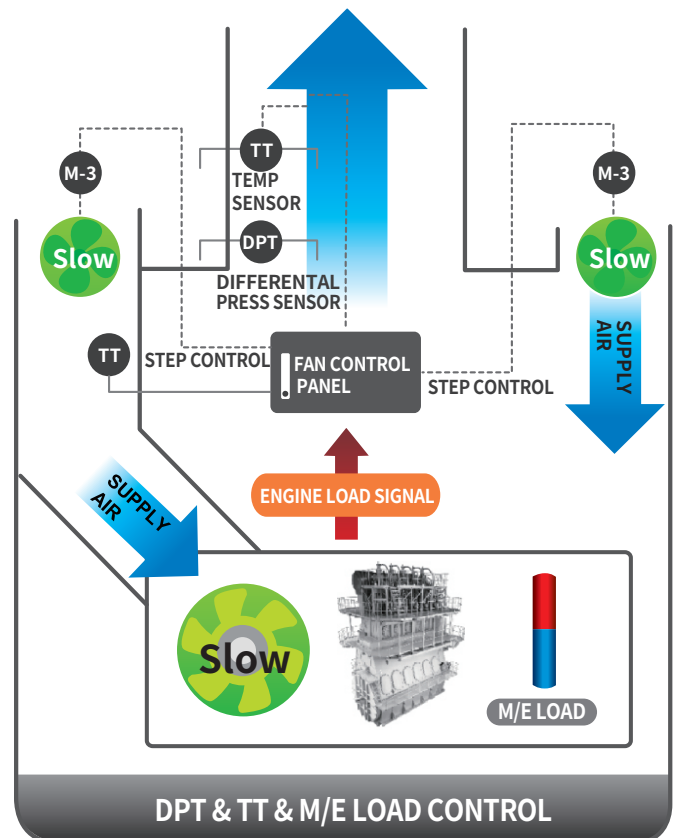 TT
M-3
M-3
TEMP
SENSOR
DPT
Slow
Slow
DIFFERENTAL
PRESS SENSOR
SUPPLY
AIR
TT
STEP CONTROL
FAN CONTROL
PANEL
STEP CONTROL
ENGINE LOAD SIGNAL
SUPPLY
AIR
Slow
M/E LOAD
DPT & TT & M/E LOAD CONTROL